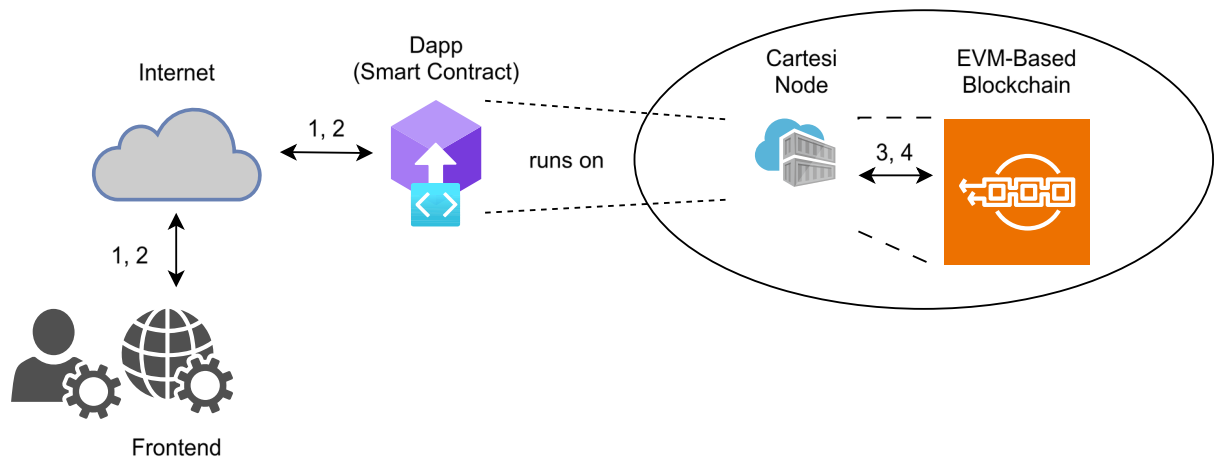 Internet
Dapp
(Smart Contract)
Cartesi
Node
EVM-Based
Blockchain
1, 2
runs on
3, 4
1, 2
Frontend